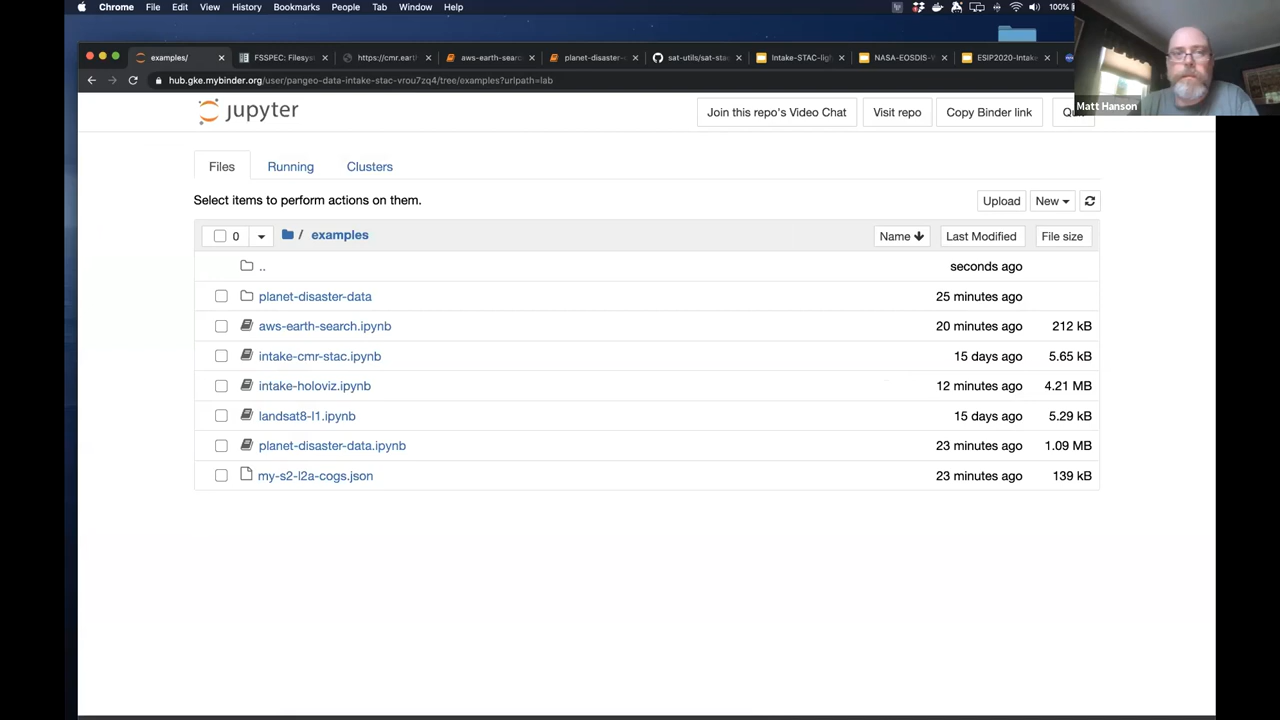 Chrome File Edit View History Bookmarks People Tab Window Help 100%
examples/ FSSPEC: Filesys https://cmr.eart aws-earth-sear planet-disaster- sat-utils/sat-sta Intake-STAC-lig NASA-EOSDIS- ESIP2020-Intak
hub.gke.mybinder.org/user/pangeo-data-intake-stac-vrou7zq4/tree/examples?urlpath=lab
Matt Hanson
jupyter
Join this repo's Video Chat Visit repo Copy Binder link Qu
Files Running Clusters
Select items to perform actions on them.
Upload New
0 / examples Name Last Modified File size
.. seconds ago
planet-disaster-data 25 minutes ago
aws-earth-search.ipynb 20 minutes ago 212 kB
intake-cmr-stac.ipynb 15 days ago 5.65 kB
intake-holoviz.ipynb 12 minutes ago 4.21 MB
landsat8-l1.ipynb 15 days ago 5.29 kB
planet-disaster-data.ipynb 23 minutes ago 1.09 MB
my-s2-l2a-cogs.json 23 minutes ago 139 kB